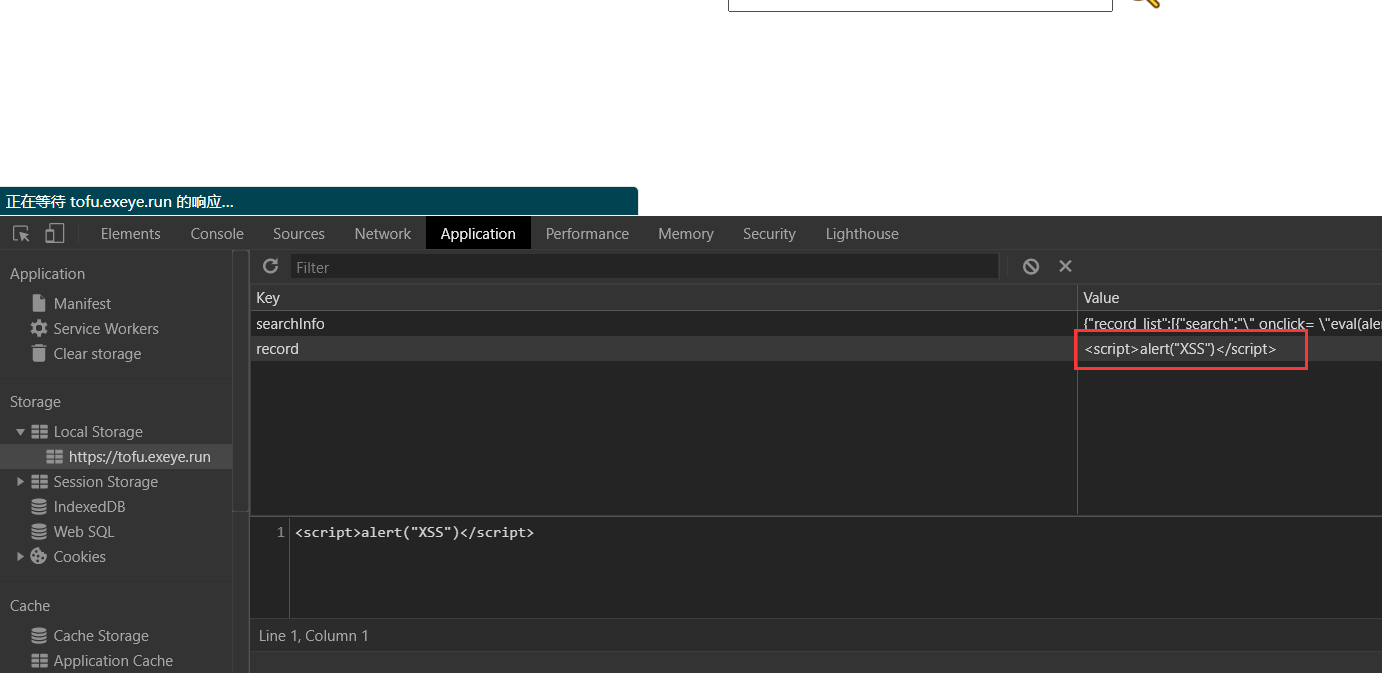 正在等待 tofu.exeye.run 的响应...
Elements Console Sources Network Application Performance Memory Security Lighthouse
Application
Manifest
Service Workers
Clear storage
Storage
Local Storage
https://tofu.exeye.run
Session Storage
IndexedDB
Web SQL
Cookies
Cache
Cache Storage
Application Cache
Filter
Key Value
searchInfo {"record_list":[{"search":"\" onclick= \"eval(ale
record <script>alert("XSS")</script>
1 <script>alert("XSS")</script>
Line 1, Column 1